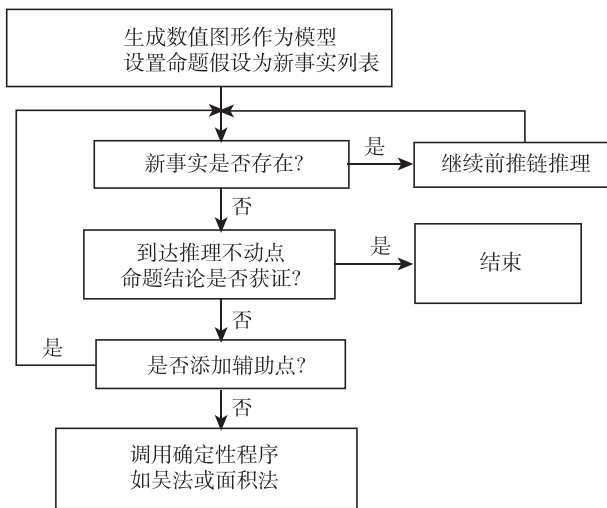 生成数值图形作为模型
设置命题假设为新事实列表
新事实是否存在?
是
继续前推链推理
否
到达推理不动点
命题结论是否获证?
是
结束
否
是
是否添加辅助点?
否
调用确定性程序
如吴法或面积法